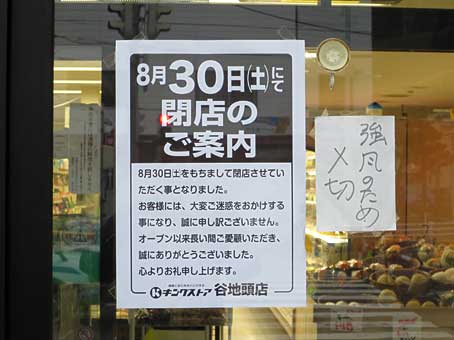 8月30日(土)にて
閉店の
ご案内
8月30日土をもちまして閉店させてい
ただく事となりました。
お客様には、大変ご迷惑をおかけする
事になり、誠に申し訳ございません。
オープン以来長い間ご愛顧いただき、
誠にありがとうございました。
心よりお礼申し上げます。
キングストア 谷地頭店
強風のため
〆切